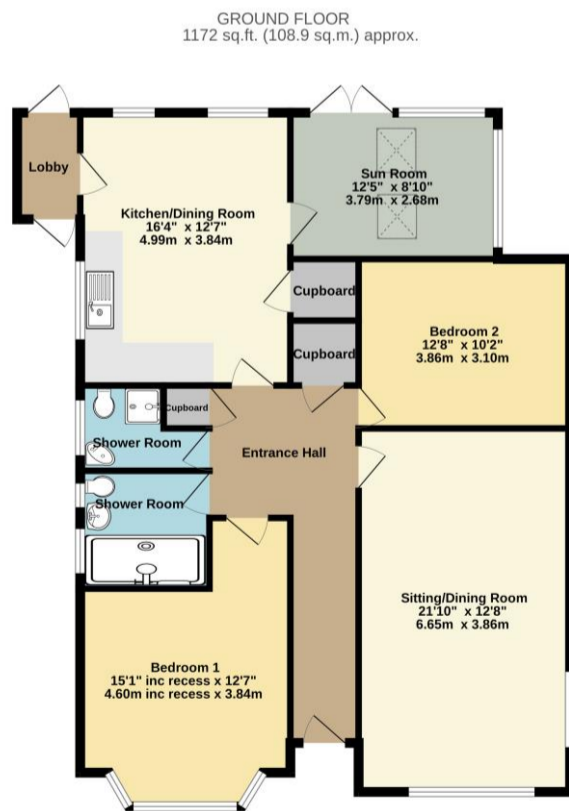 GROUND FLOOR
1172 sq.ft. (108.9 sq.m.) approx.
Lobby
Kitchen/Dining Room
16'4" x 12'7"
4.99m x 3.84m
Sun Room
12'5" x 8'10"
3.79m x 2.68m
Cupboard
Bedroom 2
12'8" x 10'2"
3.86m x 3.10m
Cupboard
Cupboard
Shower Room
Entrance Hall
Shower Room
Sitting/Dining Room
21'10" x 12'8"
6.65m x 3.86m
Bedroom 1
15'1" inc recess x 12'7"
4.60m inc recess x 3.84m